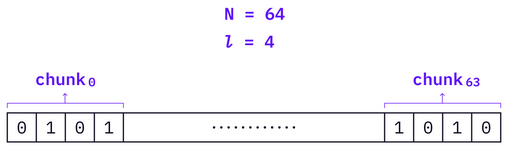 N = 64
l = 4
chunk0 chunk63
0 1 0 1 ............ 1 0 1 0